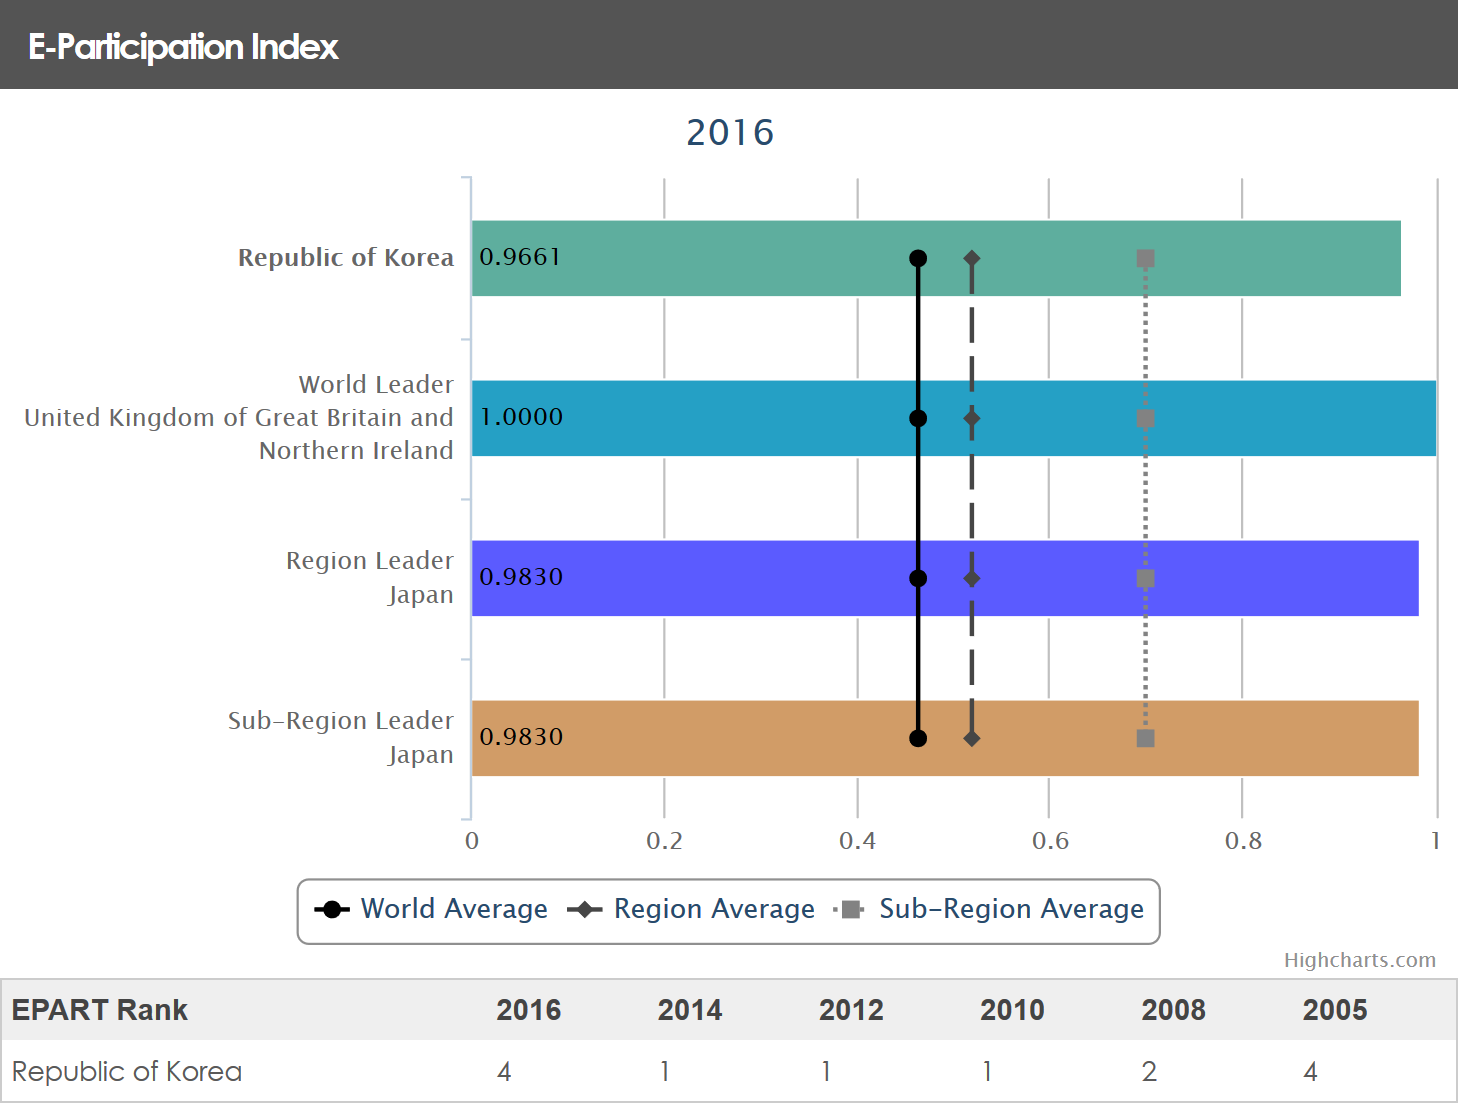 E-Participation Index
2016
Republic of Korea
0.9661
World Leader
United Kingdom of Great Britain and
Northern Ireland
1.0000
Region Leader
Japan
0.9830
Sub-Region Leader
Japan
0.9830
0 0.2 0.4 0.6 0.8 1
World Average Region Average Sub-Region Average
Highcharts.com
EPART Rank 2016 2014 2012 2010 2008 2005
Republic of Korea 4 1 1 1 2 4